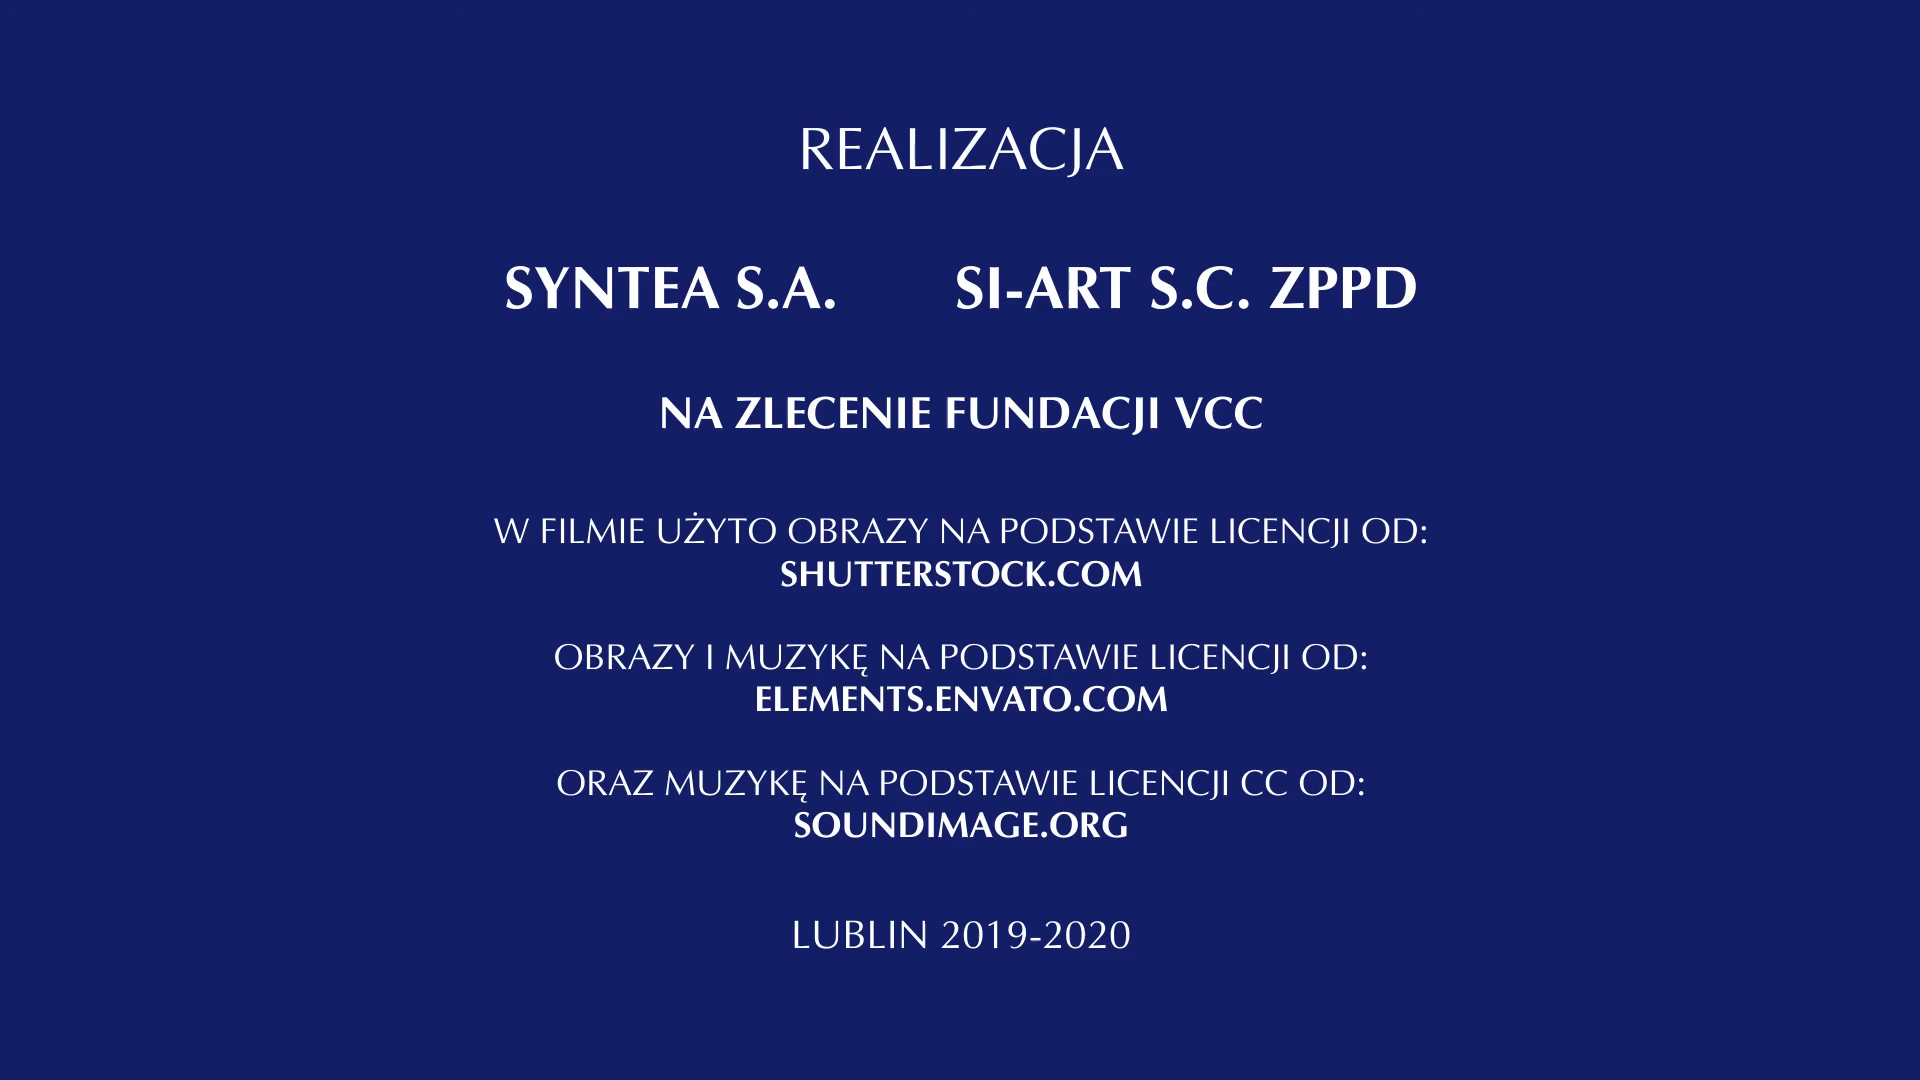 REALIZACJA
SYNTEA S.A. SI-ART S.C. ZPPD
NA ZLECENIE FUNDACJI VCC
W FILMIE UŻYTO OBRAZY NA PODSTAWIE LICENCJI OD:
SHUTTERSTOCK.COM
OBRAZY I MUZYKĘ NA PODSTAWIE LICENCJI OD:
ELEMENTS.ENVATO.COM
ORAZ MUZYKĘ NA PODSTAWIE LICENCJI CC OD:
SOUNDIMAGE.ORG
LUBLIN 2019-2020